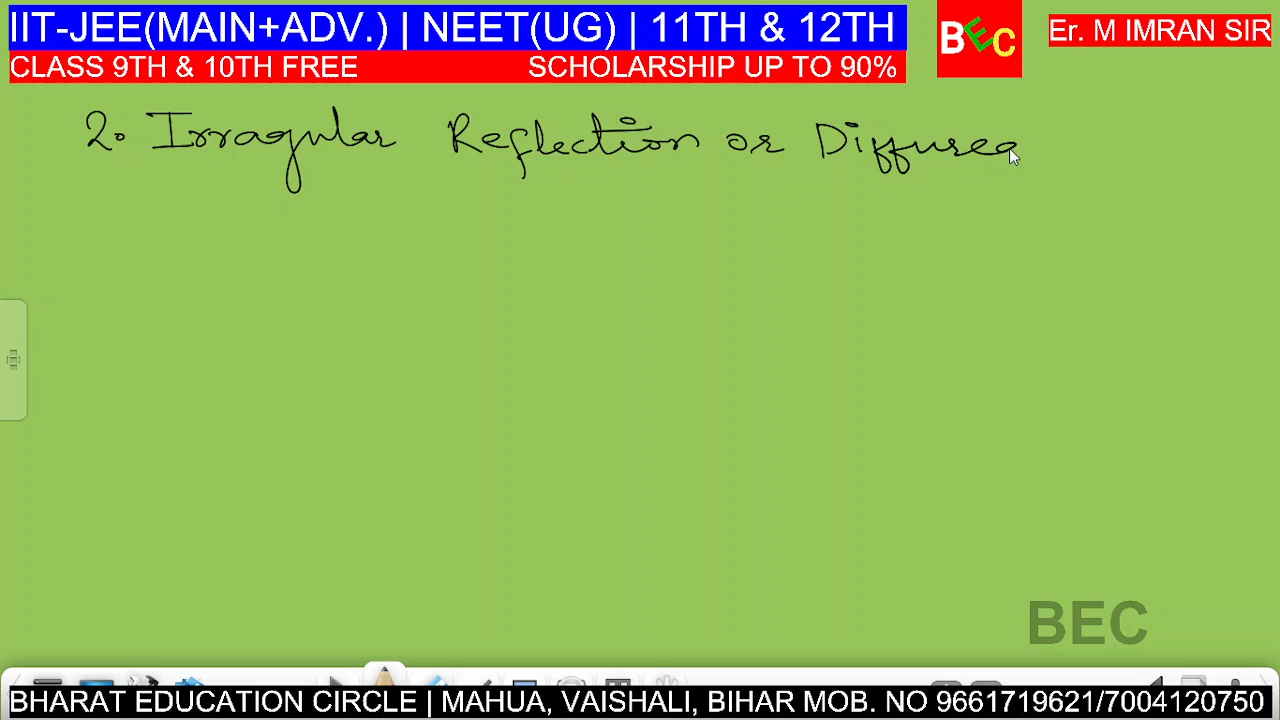 IIT-JEE(MAIN+ADV.) | NEET(UG) | 11TH & 12TH
CLASS 9TH & 10TH FREE SCHOLARSHIP UP TO 90%
BEC
Er. M IMRAN SIR
2. Irragular Reflection or Diffurea
BEC
BHARAT EDUCATION CIRCLE | MAHUA, VAISHALI, BIHAR MOB. NO 9661719621/7004120750